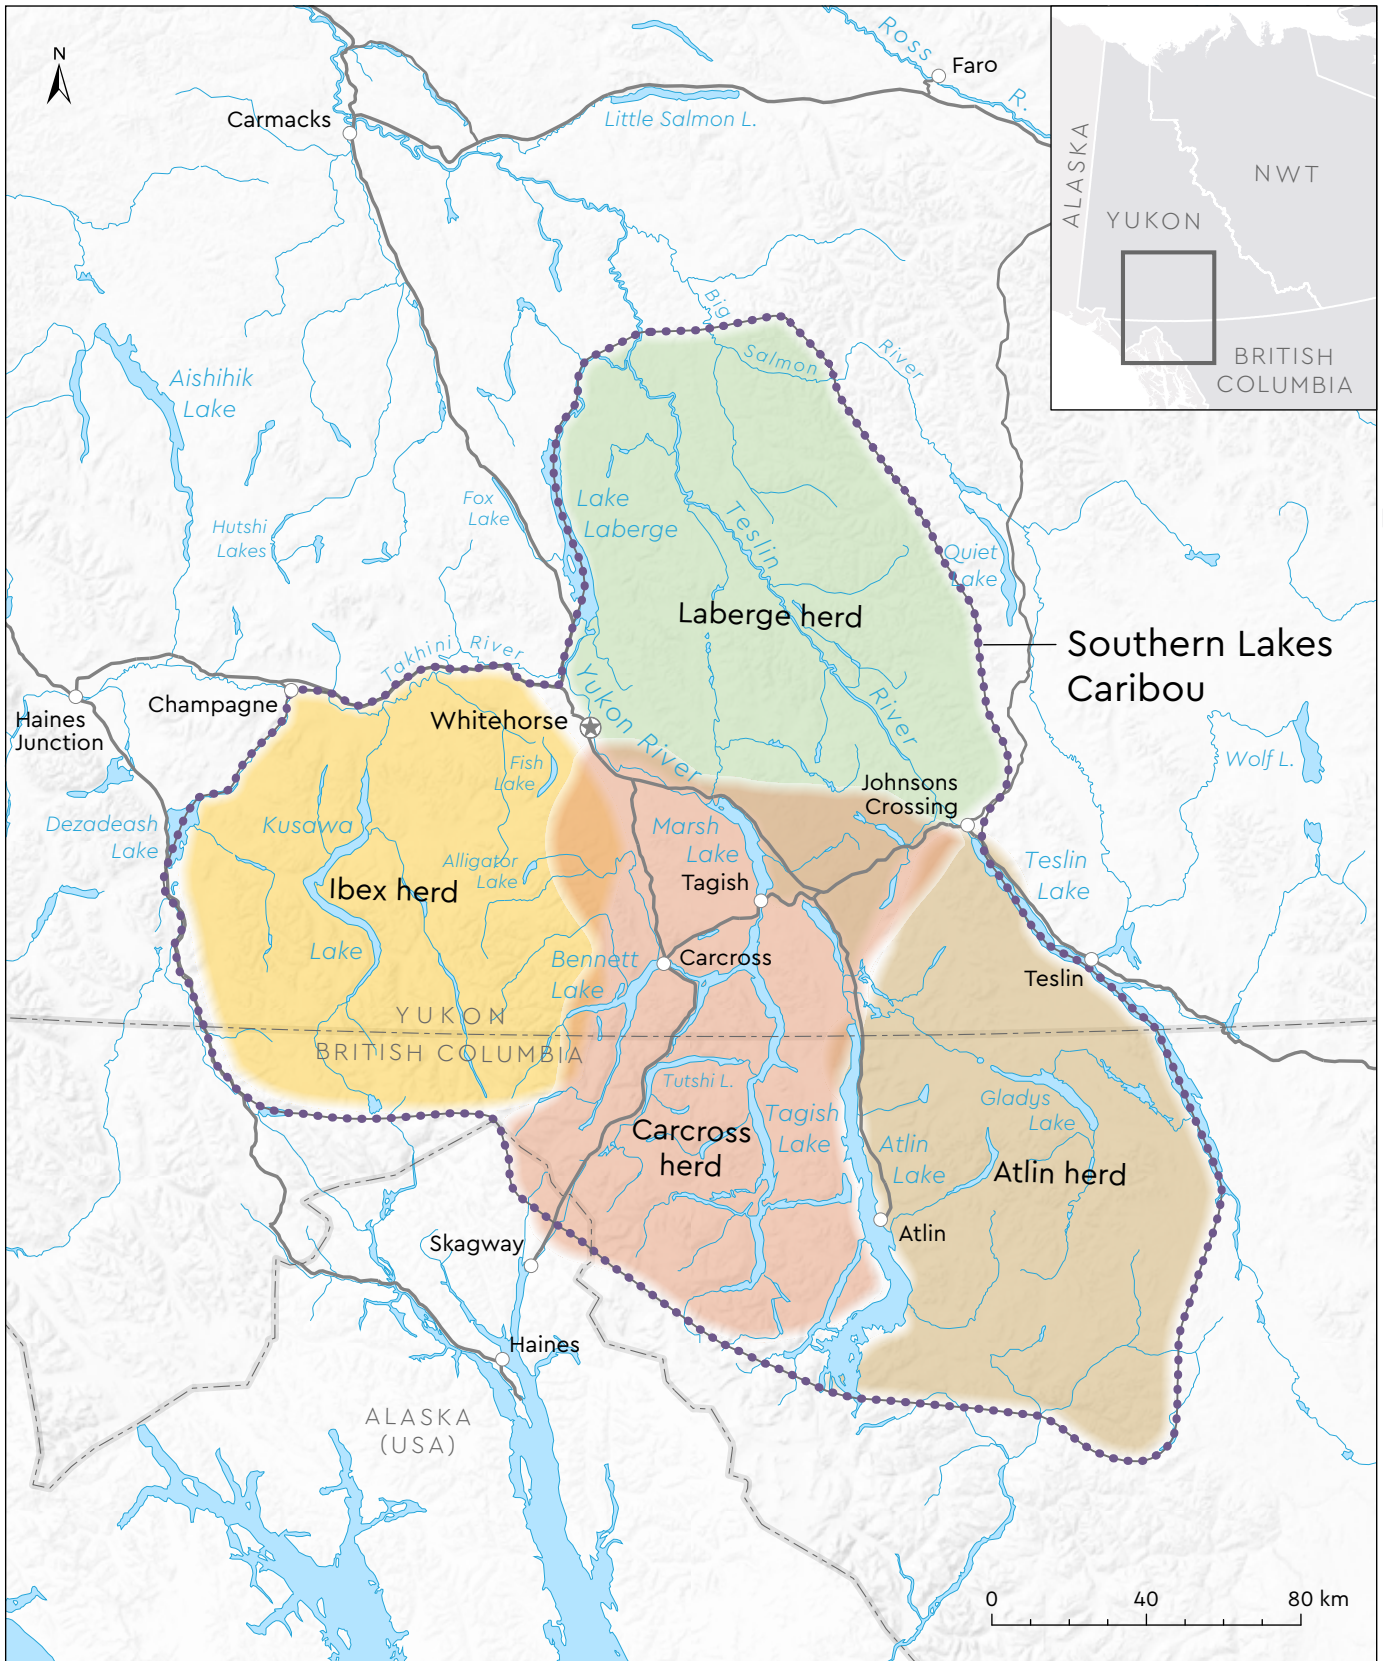 N
Ross
R.
Faro
Carmacks
Little Salmon L.
ALASKA
NWT
YUKON
BRITISH
COLUMBIA
Big
Salmon
River
Aishihik
Lake
Fox
Lake
Lake
Laberge
Hutshi
Lakes
Teslin
River
Quiet
Lake
Laberge herd
Southern Lakes
Caribou
Takhini River
Champagne
Haines
Junction
Whitehorse
Yukon River
Fish
Lake
Johnsons
Crossing
Wolf L.
Dezadeash
Lake
Kusawa
Lake
Marsh
Lake
Alligator
Lake
Tagish
Teslin
Lake
Ibex herd
Bennett
Lake
Carcross
Teslin
YUKON
BRITISH COLUMBIA
Tutshi L.
Gladys
Lake
Tagish
Lake
Carcross
herd
Atlin
Lake
Atlin herd
Atlin
Skagway
Haines
ALASKA
(USA)
0 40 80 km